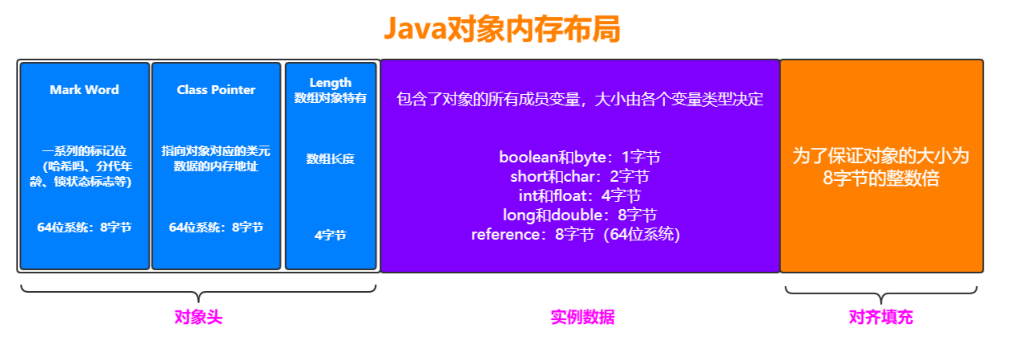 Java对象内存布局
Mark Word
一系列的标记位
（哈希吗、分代年
龄、锁状态标志等）
64位系统：8字节
Class Pointer
指向对象对应的类元
数据的内存地址
64位系统：8字节
Length
数组对象特有
数组长度
4字节
包含了对象的所有成员变量，大小由各个变量类型决定
boolean和byte：1字节
short和char：2字节
int和float：4字节
long和double：8字节
reference：8字节（64位系统）
为了保证对象的大小为
8字节的整数倍
对象头
实例数据
对齐填充